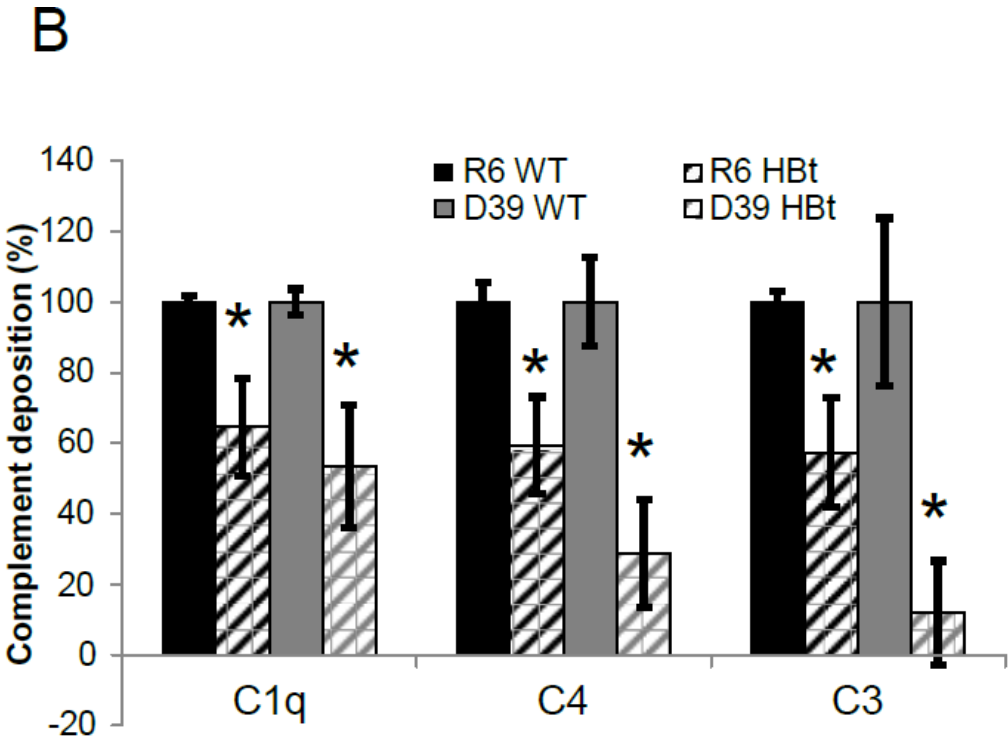 B
Complement deposition (%)
140
120
100
80
60
40
20
0
-20
R6 WT R6 HBt
D39 WT D39 HBt
* * * * * *
C1q C4 C3